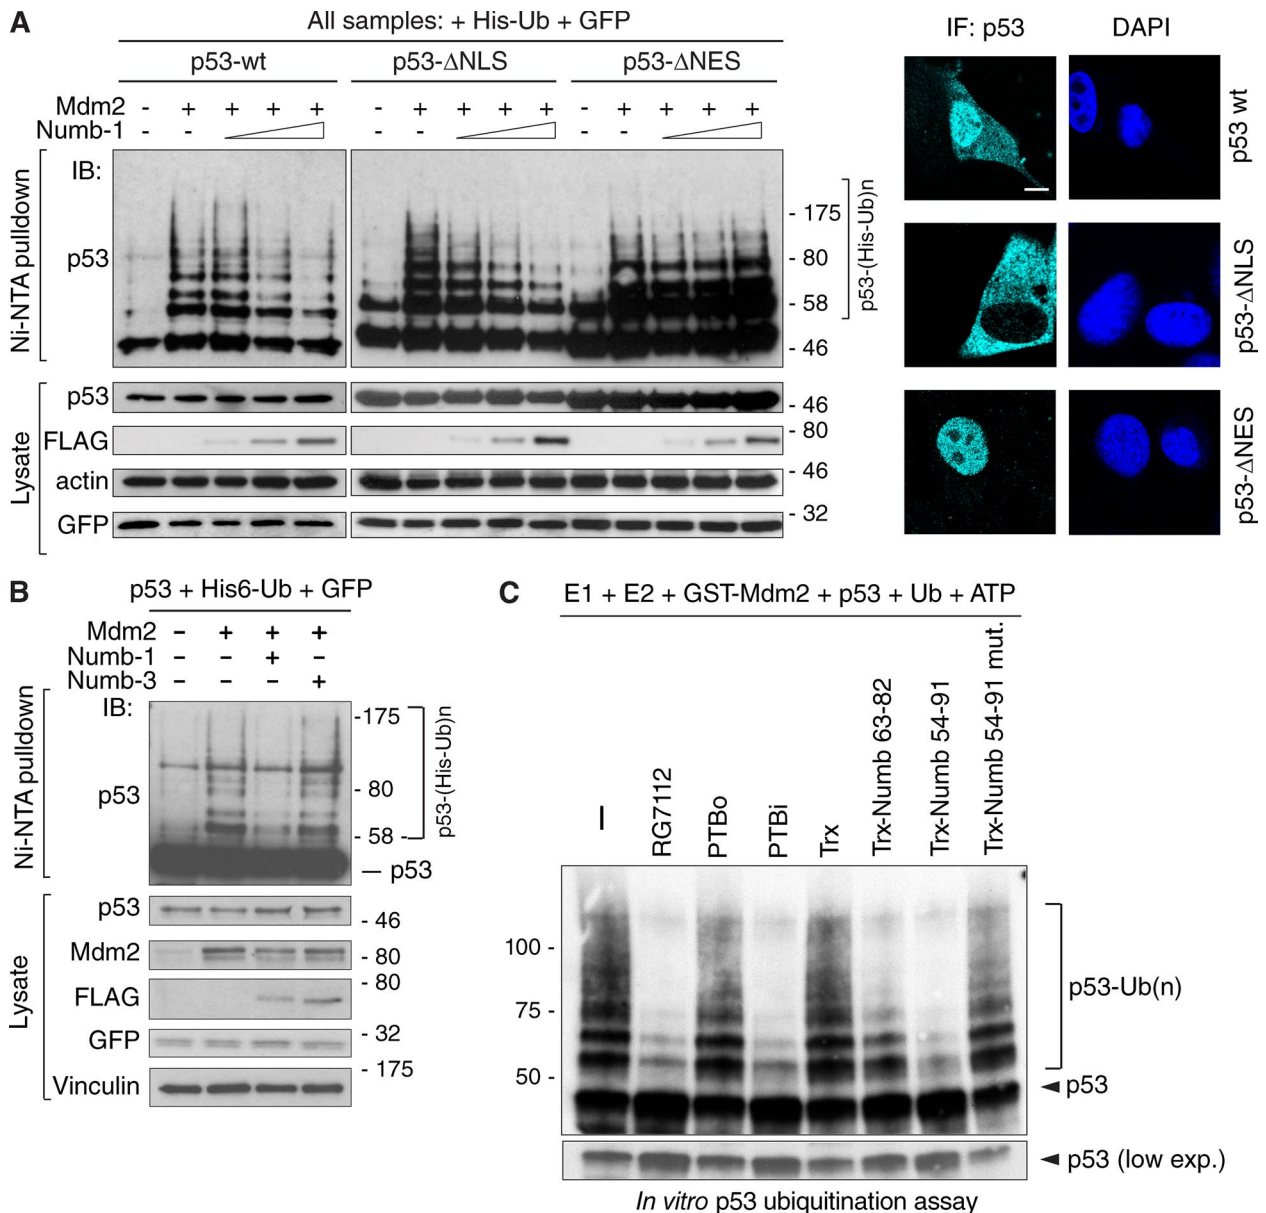 A
All samples: + His-Ub + GFP
p53-wt p53-ΔNLS p53-ΔNES
Mdm2 - + + + + - + + + + - + + + +
Numb-1 - - - - - -
Ni-NTA pulldown
IB:
p53
- 175
- 80
- 58
- 46
p53-(His-Ub)n
Lysate
p53
- 46
FLAG
- 80
actin
- 46
GFP
- 32
IF: p53 DAPI
p53 wt
p53-ΔNLS
p53-ΔNES
B
p53 + His6-Ub + GFP
Mdm2 - + + +
Numb-1 - - + -
Numb-3 - - - +
Ni-NTA pulldown
IB:
p53
-175
- 80
- 58 -
p53-(His-Ub)n
— p53
Lysate
p53
- 46
Mdm2
- 80
FLAG
- 80
GFP
- 32
Vinculin
- 175
C
E1 + E2 + GST-Mdm2 + p53 + Ub + ATP
–
RG7112
PTBo
PTBi
Trx
Trx-Numb 63-82
Trx-Numb 54-91
Trx-Numb 54-91 mut.
100 -
75 -
50 -
p53-Ub(n)
◄ p53
◄ p53 (low exp.)
In vitro p53 ubiquitination assay